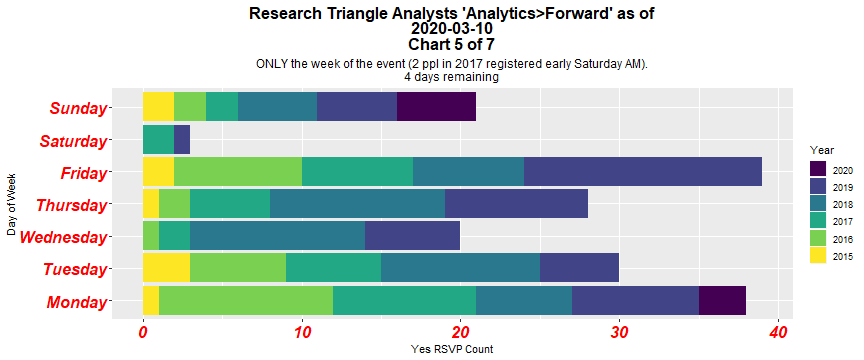 Research Triangle Analysts 'Analytics>Forward' as of
2020-03-10
Chart 5 of 7
ONLY the week of the event (2 ppl in 2017 registered early Saturday AM).
4 days remaining
Day of Week
Sunday
Saturday
Friday
Thursday
Wednesday
Tuesday
Monday
0 10 20 30 40
Yes RSVP Count
Year
2020
2019
2018
2017
2016
2015